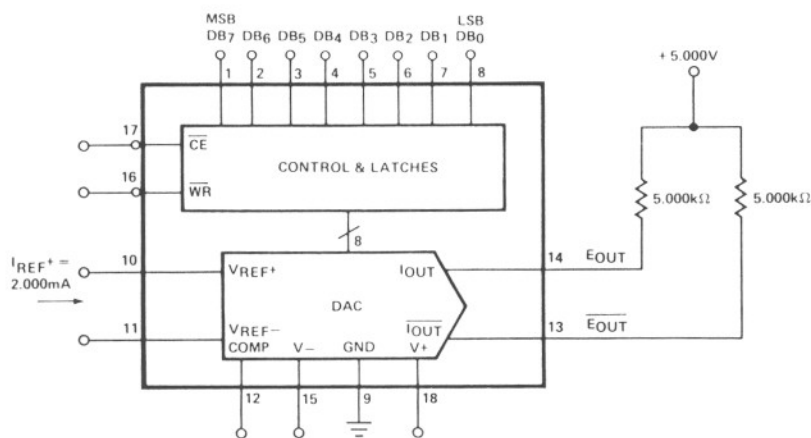 MSB LSB
DB7 DB6 DB5 DB4 DB3 DB2 DB1 DB0
+ 5.000V
1 2 3 4 5 6 7 8
17
CE
CONTROL & LATCHES
16
WR
5.000kΩ 5.000kΩ
8
IREF+ =
2.000mA
10
VREF+
IOUT
14
EOUT
DAC
11
VREF−
IOUT
13
EOUT
COMP V− GND V+
12 15 9 18